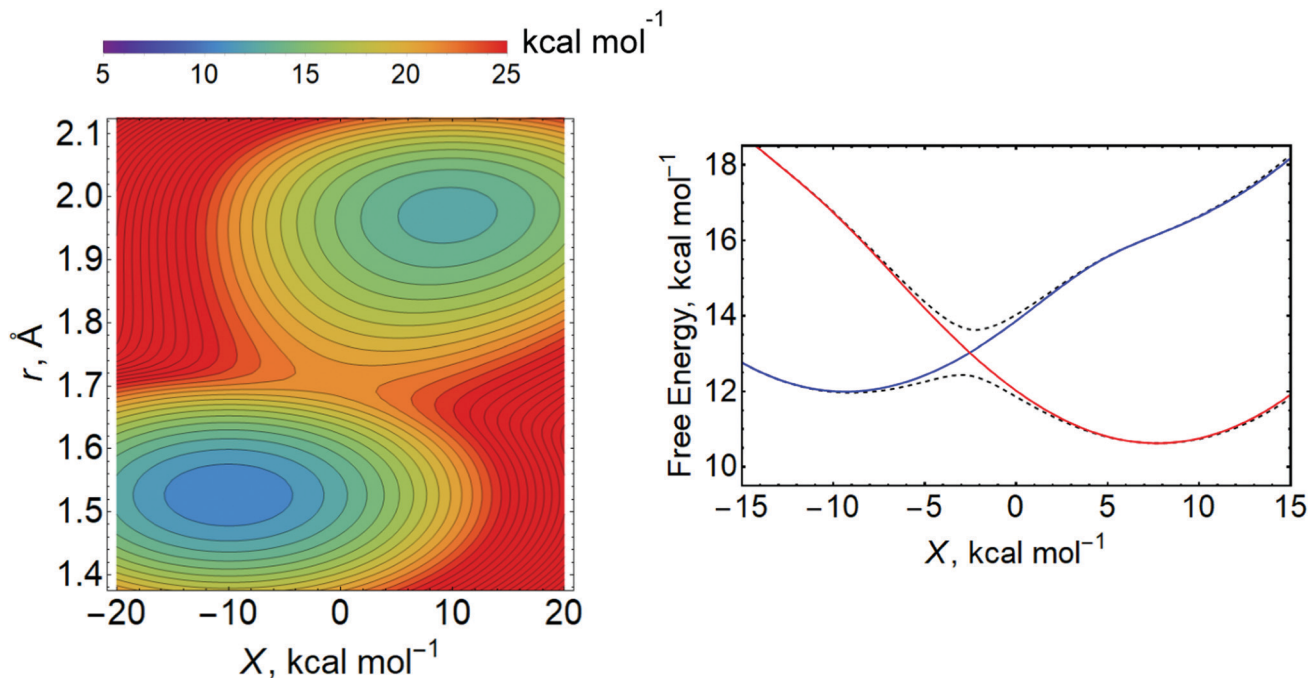 kcal mol⁻¹
5 10 15 20 25
2.1
2.0
1.9
1.8
1.7
1.6
1.5
1.4
r, Å
−20 −10 0 10 20
X, kcal mol⁻¹
18
16
14
12
10
Free Energy, kcal mol⁻¹
−15 −10 −5 0 5 10 15
X, kcal mol⁻¹